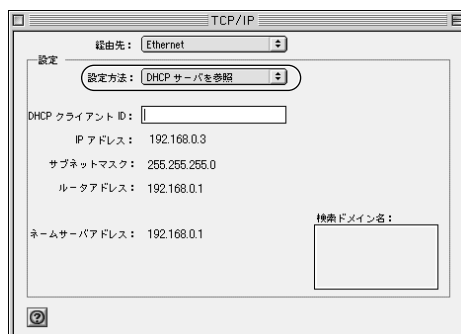 TCP/IP
経由先： Ethernet
設定
設定方法： DHCP サーバを参照
DHCP クライアント ID：
IP アドレス： 192.168.0.3
サブネットマスク： 255.255.255.0
ルータアドレス： 192.168.0.1
検索ドメイン名：
ネームサーバアドレス： 192.168.0.1
?